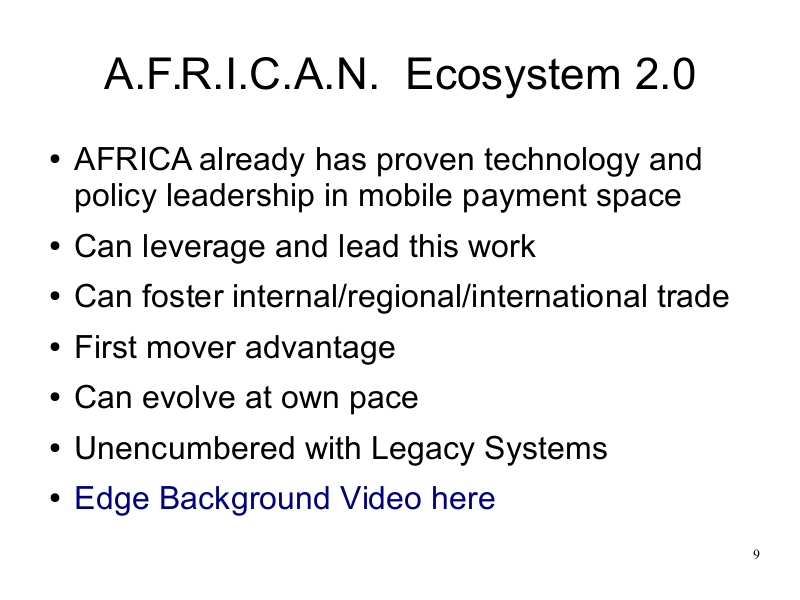 A.F.R.I.C.A.N.  Ecosystem 2.0
• AFRICA already has proven technology and
policy leadership in mobile payment space
• Can leverage and lead this work
• Can foster internal/regional/international trade
• First mover advantage
• Can evolve at own pace
• Unencumbered with Legacy Systems
• Edge Background Video here
9